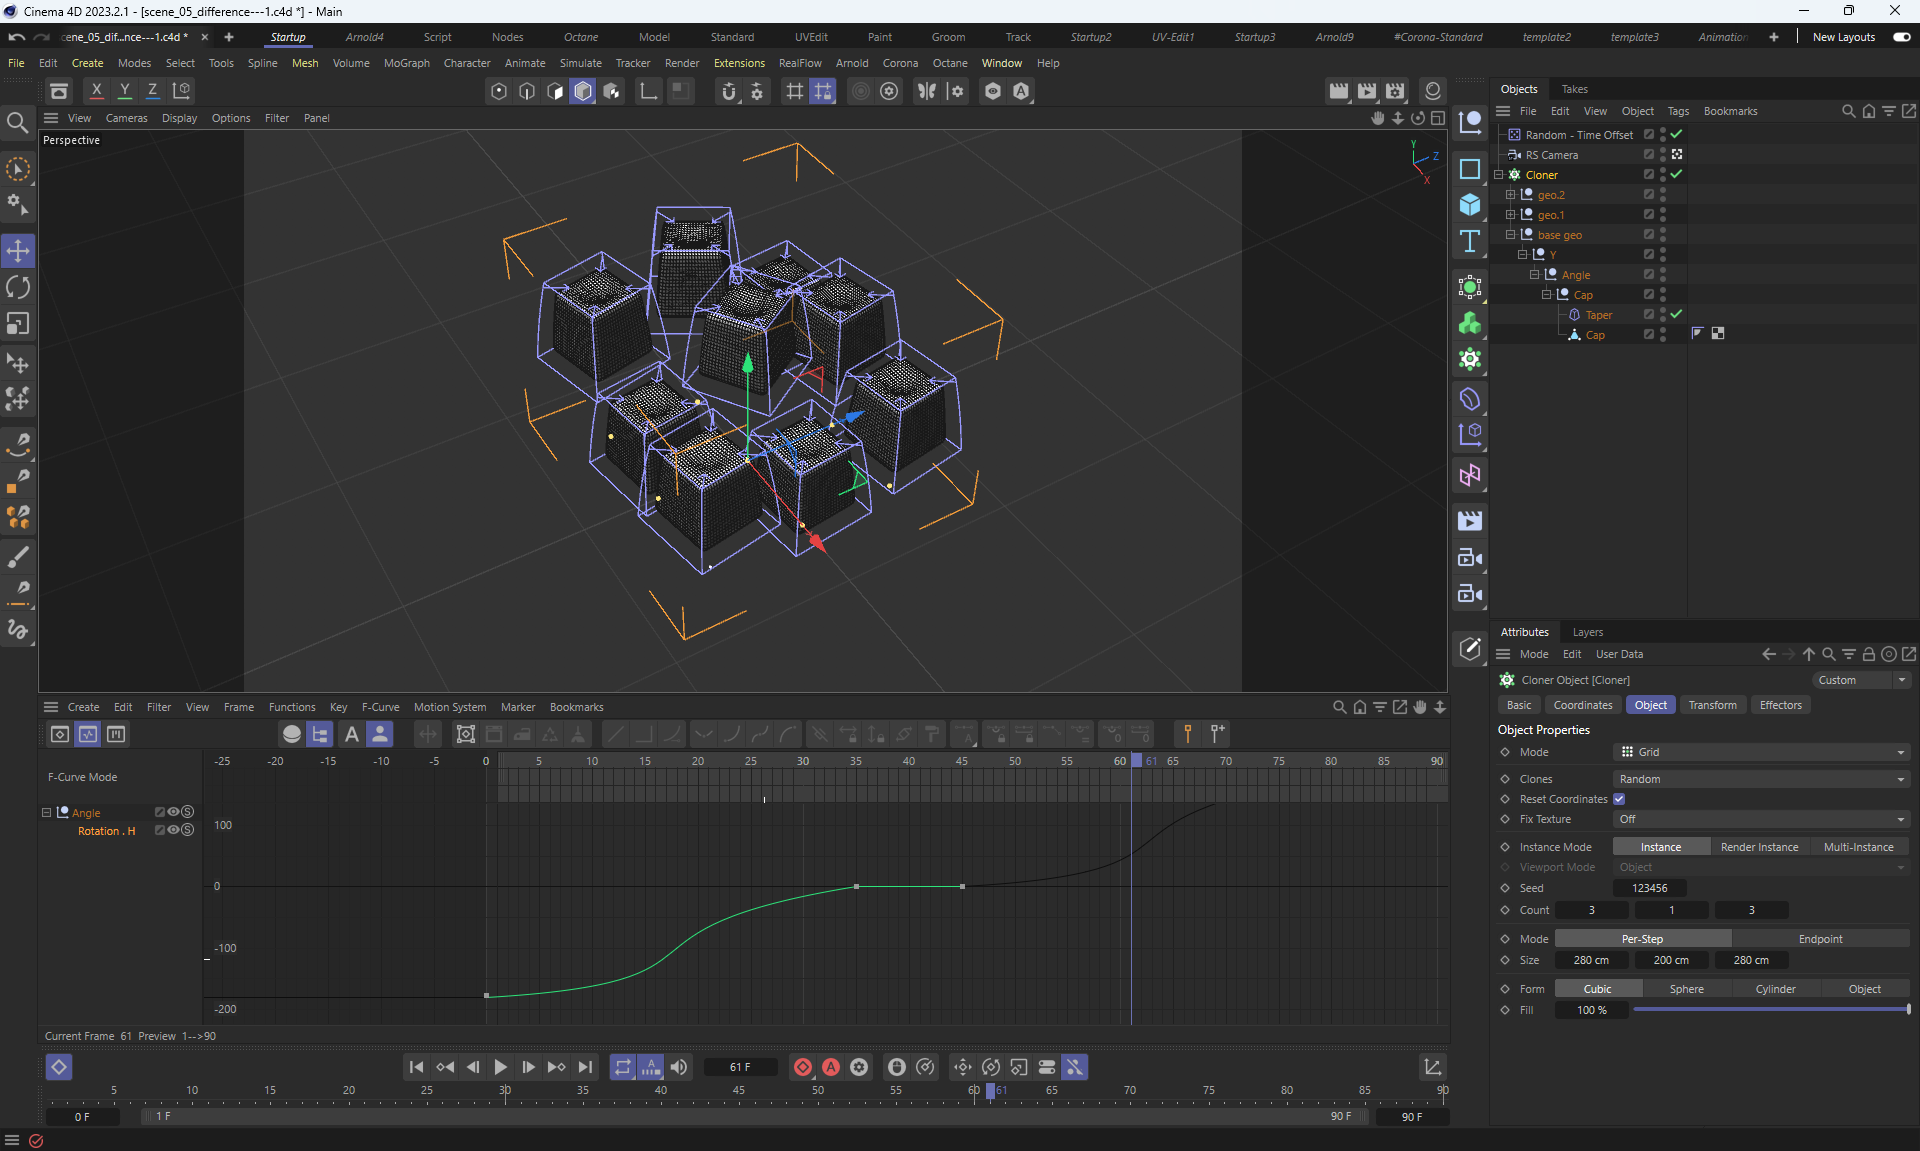 Cinema 4D 2023.2.1 - [scene_05_difference---1.c4d *] - Main
cene_05_dif...nce---1.c4d *
Startup Arnold4 Script Nodes Octane Model Standard UVEdit Paint Groom Track Startup2 UV-Edit1 Startup3 Arnold9 #Corona-Standard template2 template3 Animation New Layouts
File Edit Create Modes Select Tools Spline Mesh Volume MoGraph Character Animate Simulate Tracker Render Extensions RealFlow Arnold Corona Octane Window Help
X Y Z
View Cameras Display Options Filter Panel
Perspective
Y
Z
X
Objects Takes
File Edit View Object Tags Bookmarks
Random - Time Offset
RS Camera
Cloner
geo.2
geo.1
base geo
Y
Angle
Cap
Taper
Cap
Attributes Layers
Mode Edit User Data
Cloner Object [Cloner] Custom
Basic Coordinates Object Transform Effectors
Object Properties
Mode Grid
Clones Random
Reset Coordinates
Fix Texture Off
Instance Mode Instance Render Instance Multi-Instance
Viewport Mode Object
Seed 123456
Count 3 1 3
Mode Per-Step Endpoint
Size 280 cm 200 cm 280 cm
Form Cubic Sphere Cylinder Object
Fill 100 %
Create Edit Filter View Frame Functions Key F-Curve Motion System Marker Bookmarks
-25 -20 -15 -10 -5 0 5 10 15 20 25 30 35 40 45 50 55 60 61 65 70 75 80 85 90
F-Curve Mode
Angle
Rotation . H
100
0
-100
-200
Current Frame 61 Preview 1-->90
61 F
5 10 15 20 25 30 35 40 45 50 55 60 61 65 70 75 80 85 90
0 F 1 F 90 F 90 F